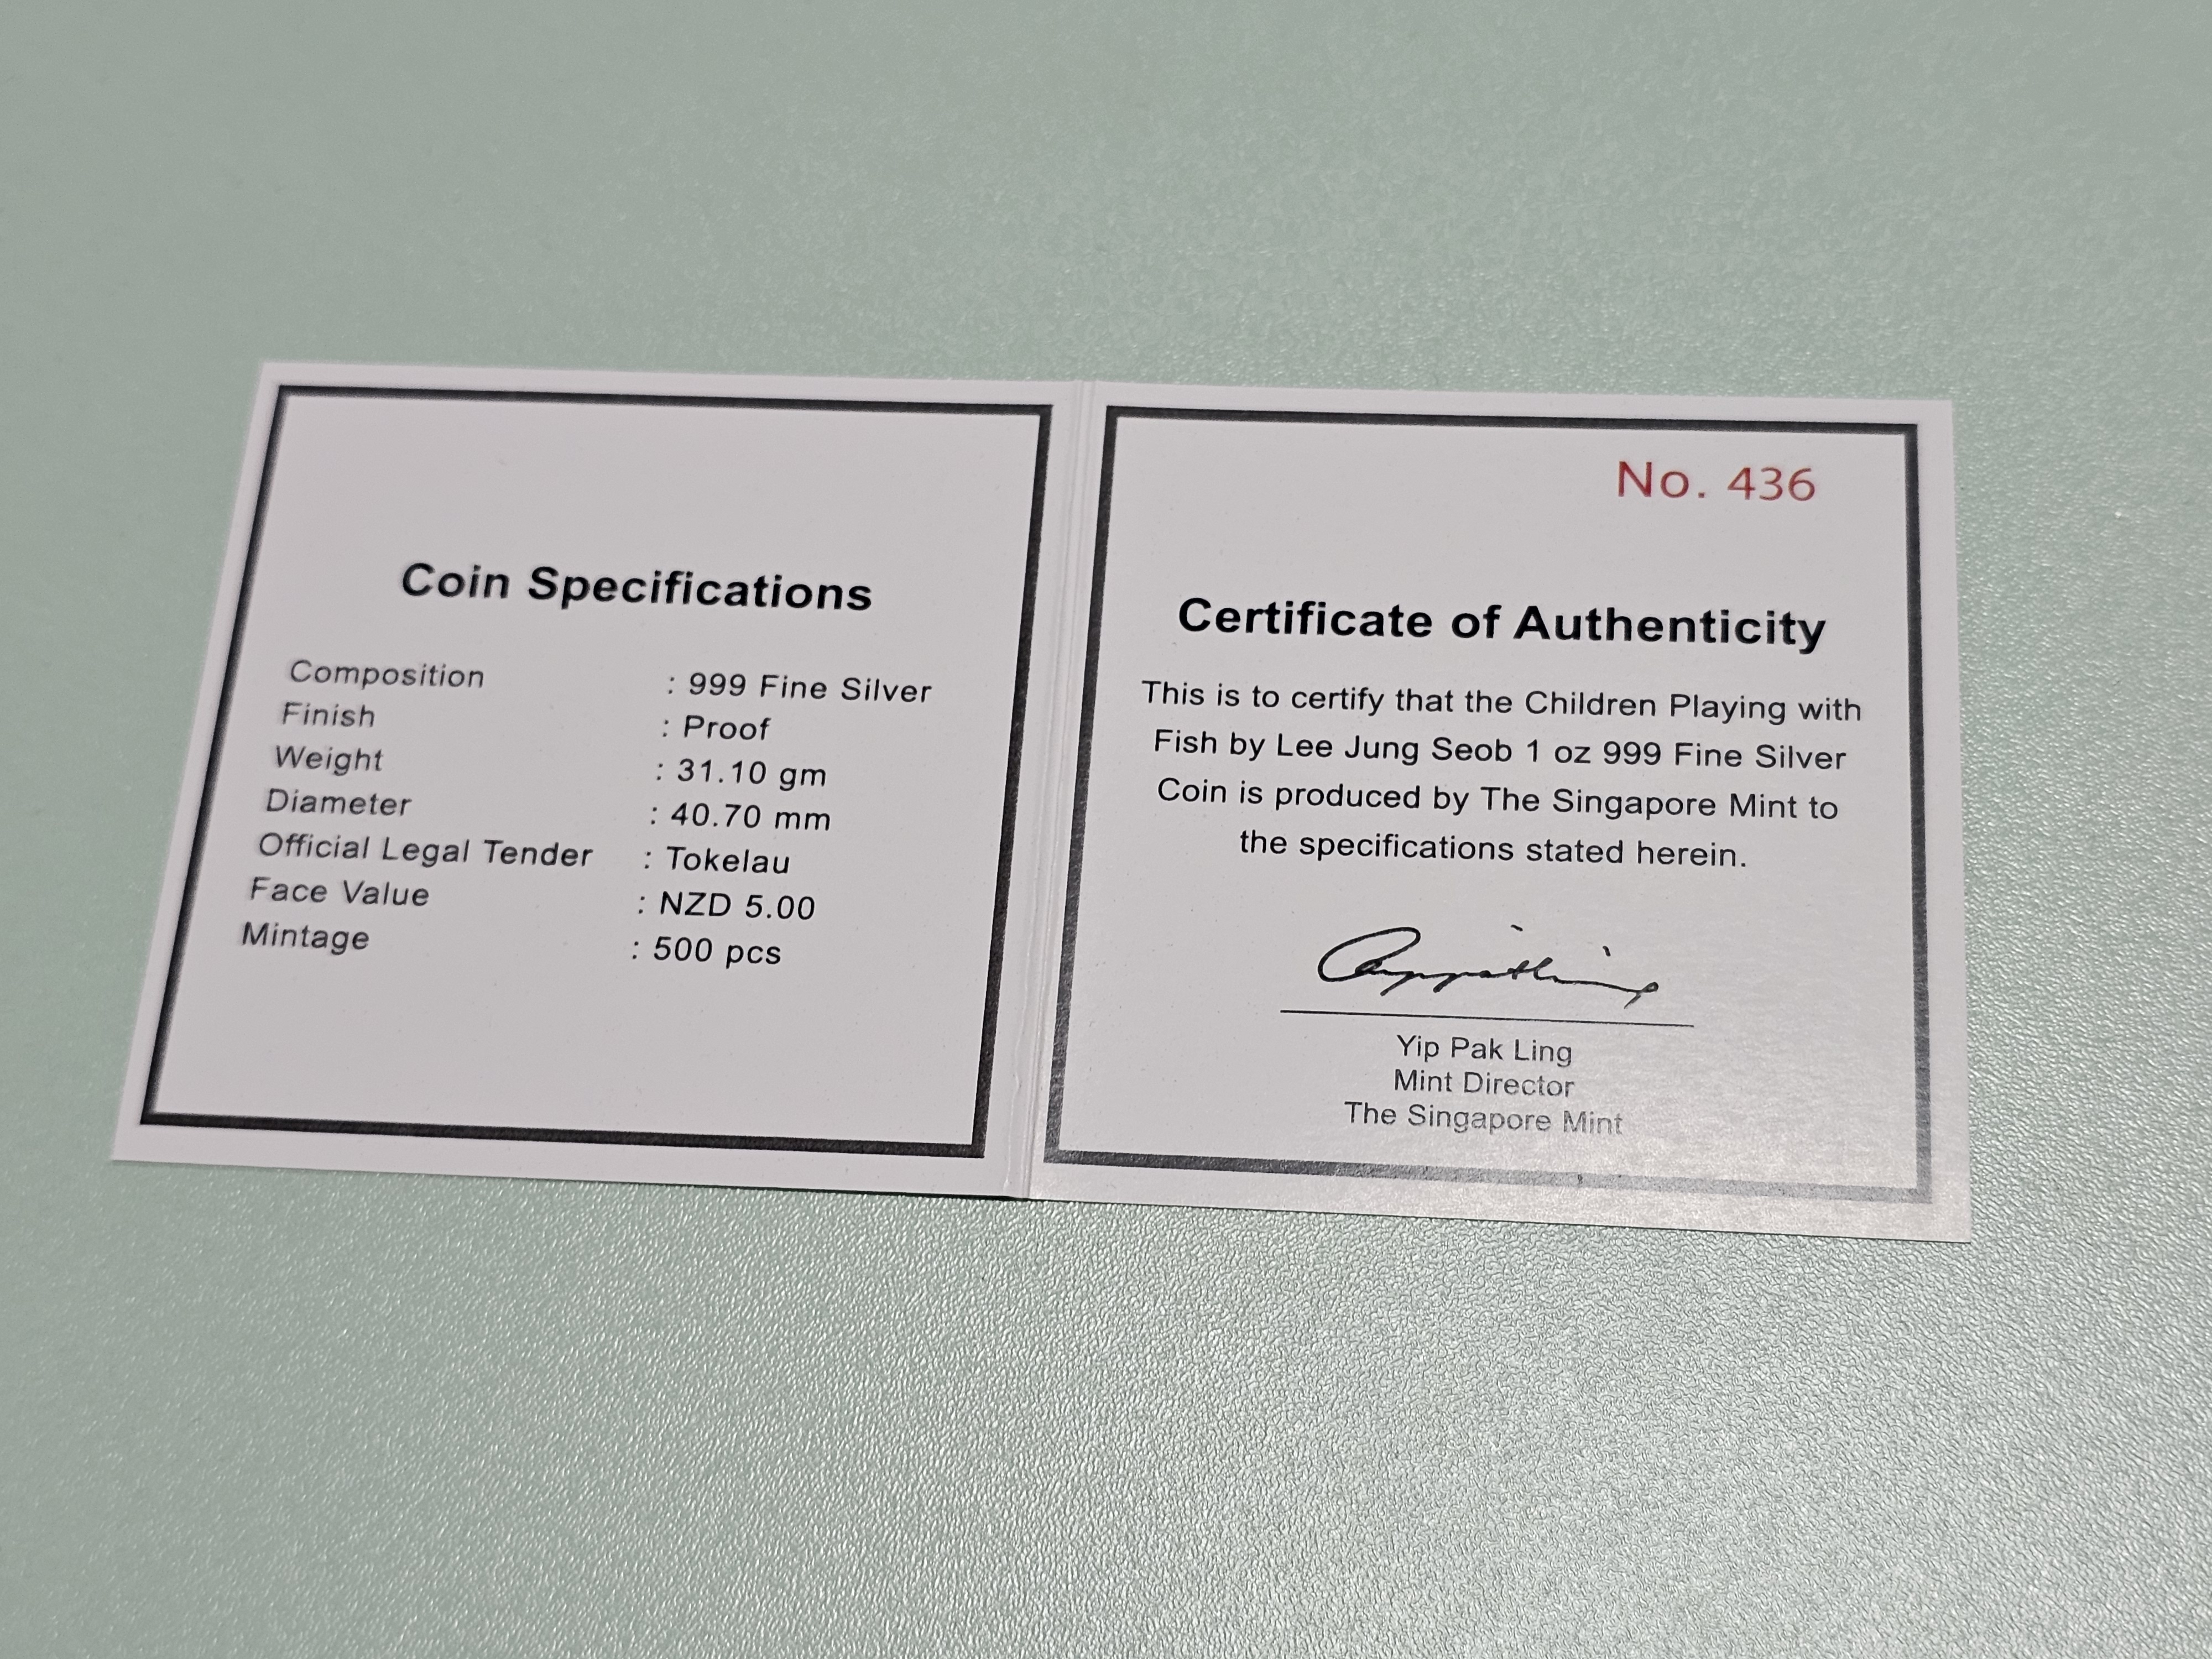 Coin Specifications
Composition : 999 Fine Silver
Finish : Proof
Weight : 31.10 gm
Diameter : 40.70 mm
Official Legal Tender : Tokelau
Face Value : NZD 5.00
Mintage : 500 pcs
No. 436
Certificate of Authenticity
This is to certify that the Children Playing with
Fish by Lee Jung Seob 1 oz 999 Fine Silver
Coin is produced by The Singapore Mint to
the specifications stated herein.
Yip Pak Ling
Mint Director
The Singapore Mint